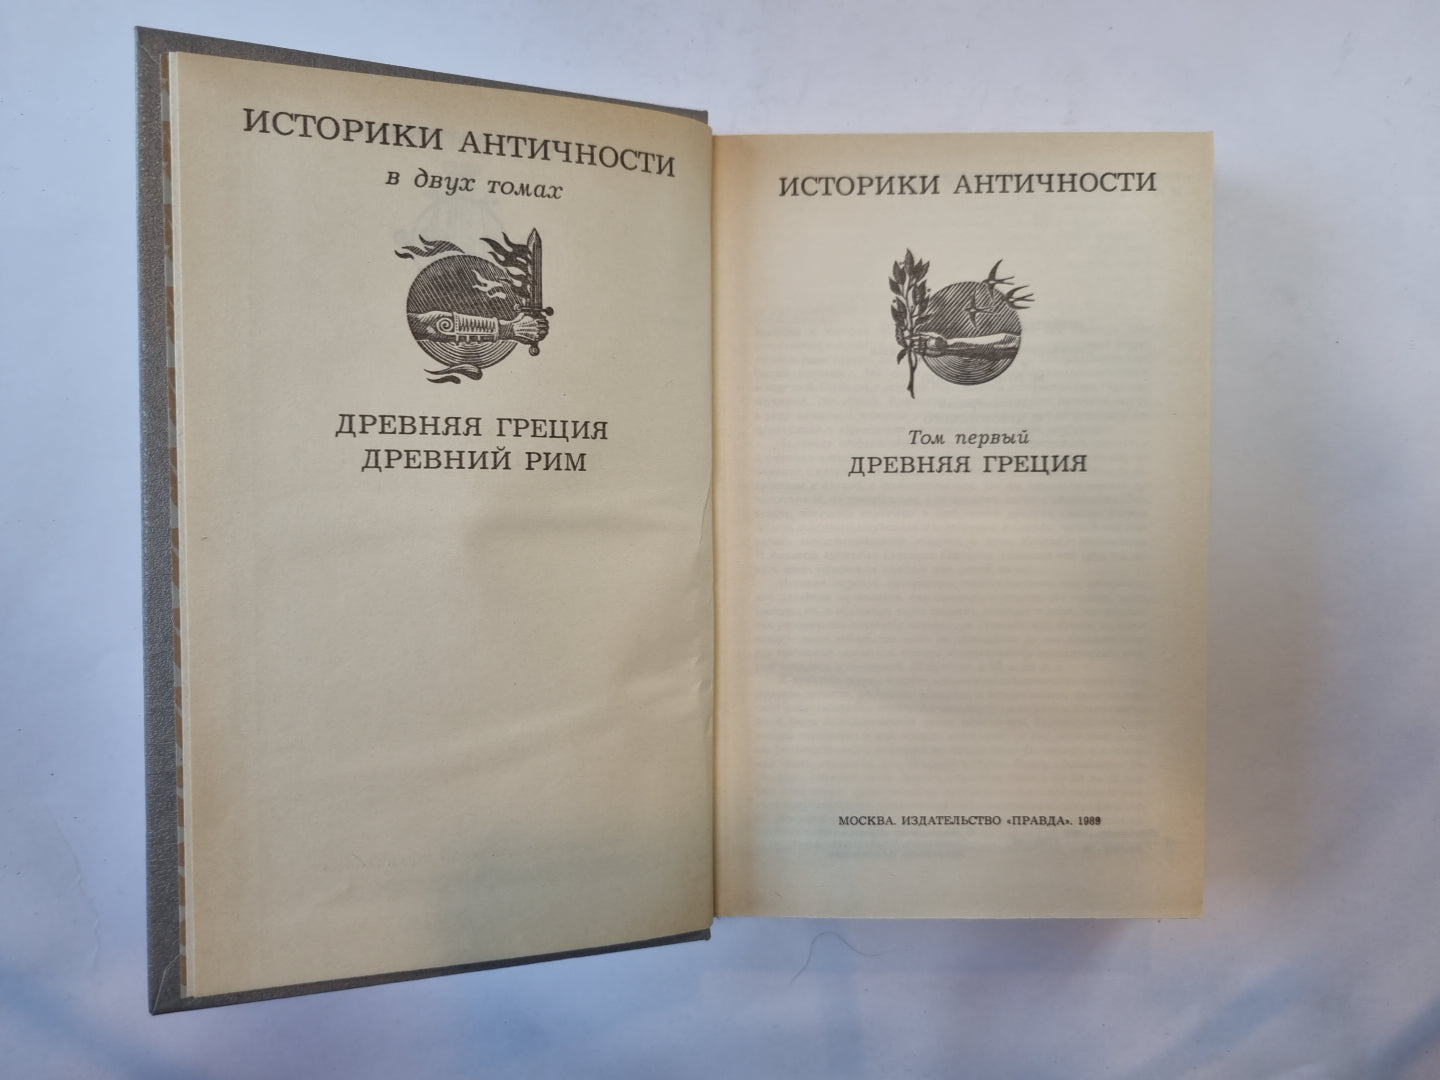 ИСТОРИКИ АНТИЧНОСТИ
в двух томах
ДРЕВНЯЯ ГРЕЦИЯ
ДРЕВНИЙ РИМ
ИСТОРИКИ АНТИЧНОСТИ
Том первый
ДРЕВНЯЯ ГРЕЦИЯ
МОСКВА. ИЗДАТЕЛЬСТВО «ПРАВДА». 1989